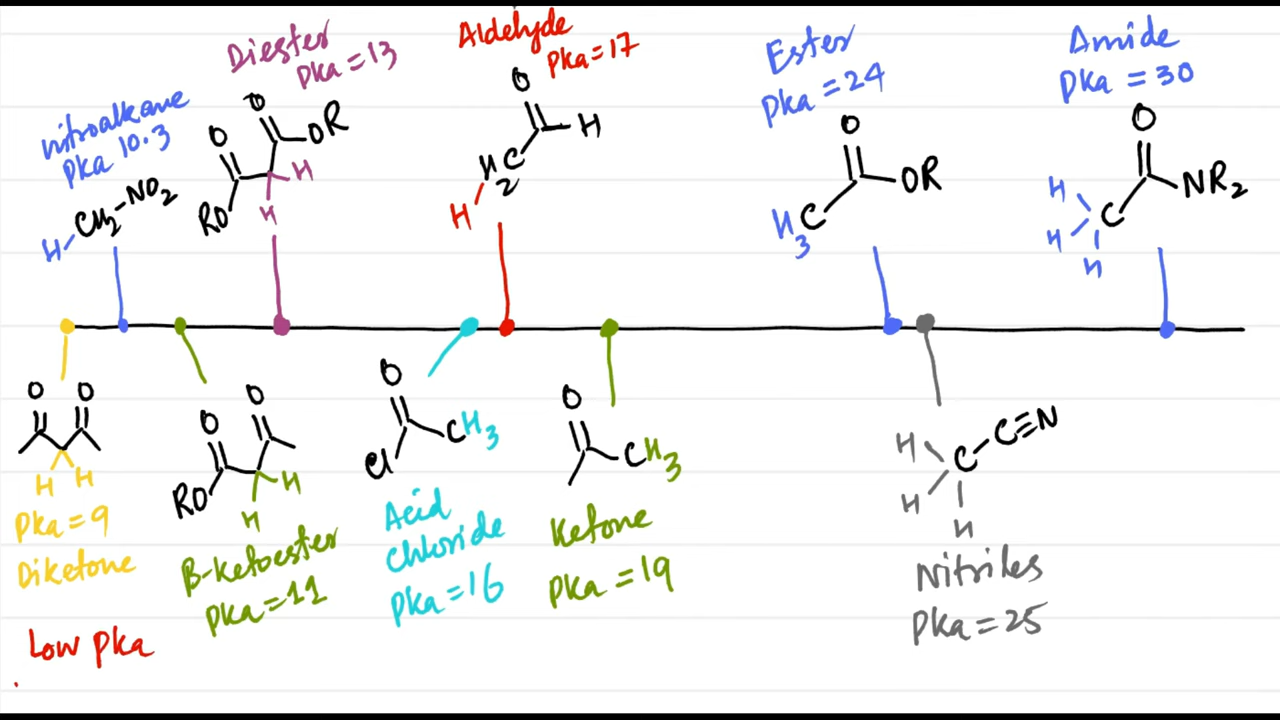 Diester
pka = 13
Aldehyde
pka = 17
Ester
pka = 24
Amide
pka = 30
nitroalkane
pka 10.3
H CH2-NO2
O
O
OR
RO
H
H
O
H
H2C
H
O
OR
H3C
O
NR2
H
H
H
C
O O
H H
pka = 9
Diketone
O
O
RO
H
H
β-ketoester
pka = 11
O
Cl
CH3
Acid
chloride
pka = 16
O
CH3
Ketone
pka = 19
H
H
H
C
C≡N
Nitriles
pka = 25
Low pka